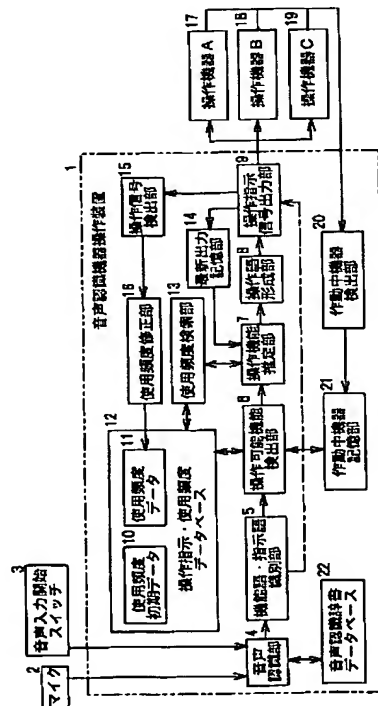 マイク
2
音声入力開始
スイッチ
3
音声認識機器操作装置
1
音声
認識部
4
機能語・指示語
識別部
5
操作可能機能
検出部
6
操作機能
推定部
7
操作語
形成部
8
操作指示
信号出力部
9
使用頻度
初期データ
10
使用頻度
データ
11
操作指示・使用頻度
データベース
12
使用頻度検索部
13
最新出力
記憶部
14
操作信号
検出部
15
使用頻度修正部
16
操作機器A
17
操作機器B
18
操作機器C
19
作動中機器
検出部
20
作動中機器
記憶部
21
音声認識辞書
データベース
22